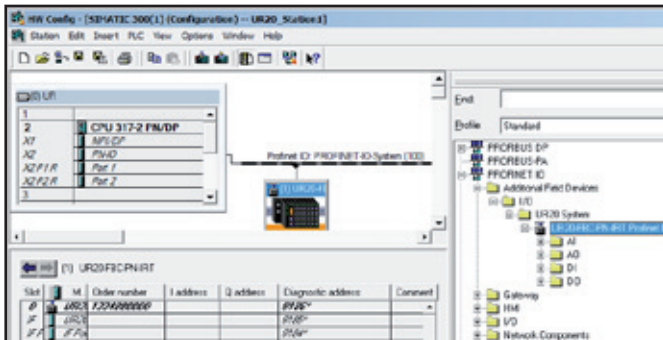 HW Config - [SIMATIC 300(1) (Configuration) -- UR20_Station1]
Station Edit Insert PLC View Options Window Help
(0) UR
1
2 CPU 317-2 PN/DP
X1 MPI/DP
X2 PN-IO
X2 P1 R Port 1
X2 P2 R Port 2
3
Profinet IO: PROFINET-IO-System (100)
(1) UR20-F
Find:
Profile Standard
PROFIBUS DP
PROFIBUS-PA
PROFINET IO
Additional Field Devices
I/O
UR20 System
UR20-FBC-PN-IRT Profinet
AI
AO
DI
DO
Gateway
HMI
I/O
Network Components
(1) UR20-FBC-PN-IRT
Slot M. Order number I address Q address Diagnostic address Comment
0 UR20